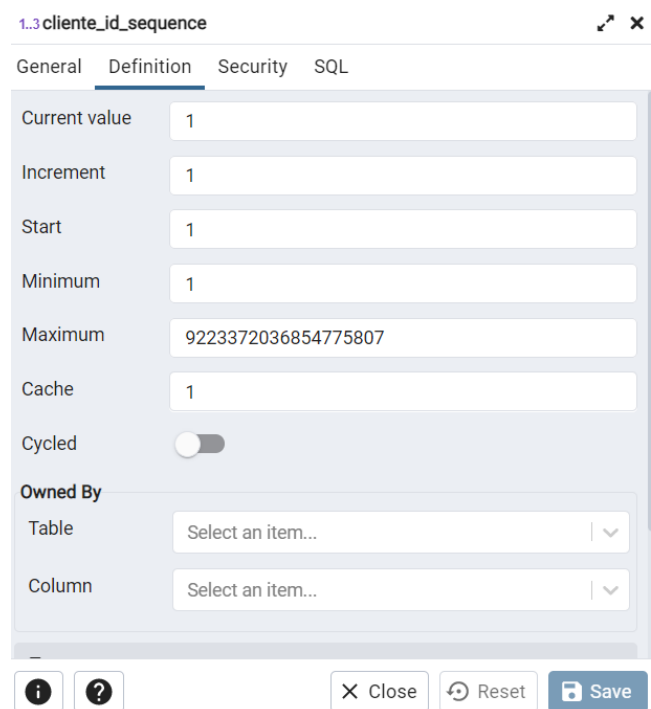 1..3 cliente_id_sequence
General Definition Security SQL
Current value 1
Increment 1
Start 1
Minimum 1
Maximum 9223372036854775807
Cache 1
Cycled
Owned By
Table Select an item...
Column Select an item...
Close Reset Save